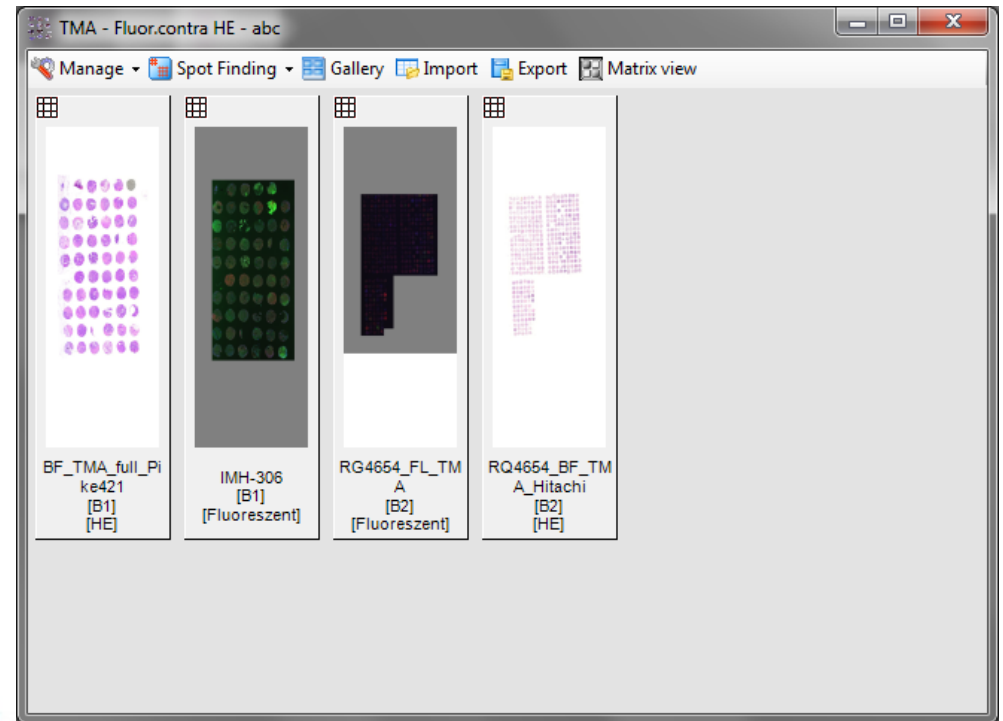 TMA - Fluor.contra HE - abc
Manage Spot Finding Gallery Import Export Matrix view
BF_TMA_full_Pi
ke421
[B1]
[HE]
IMH-306
[B1]
[Fluoreszent]
RG4654_FL_TM
A
[B2]
[Fluoreszent]
RQ4654_BF_TM
A_Hitachi
[B2]
[HE]